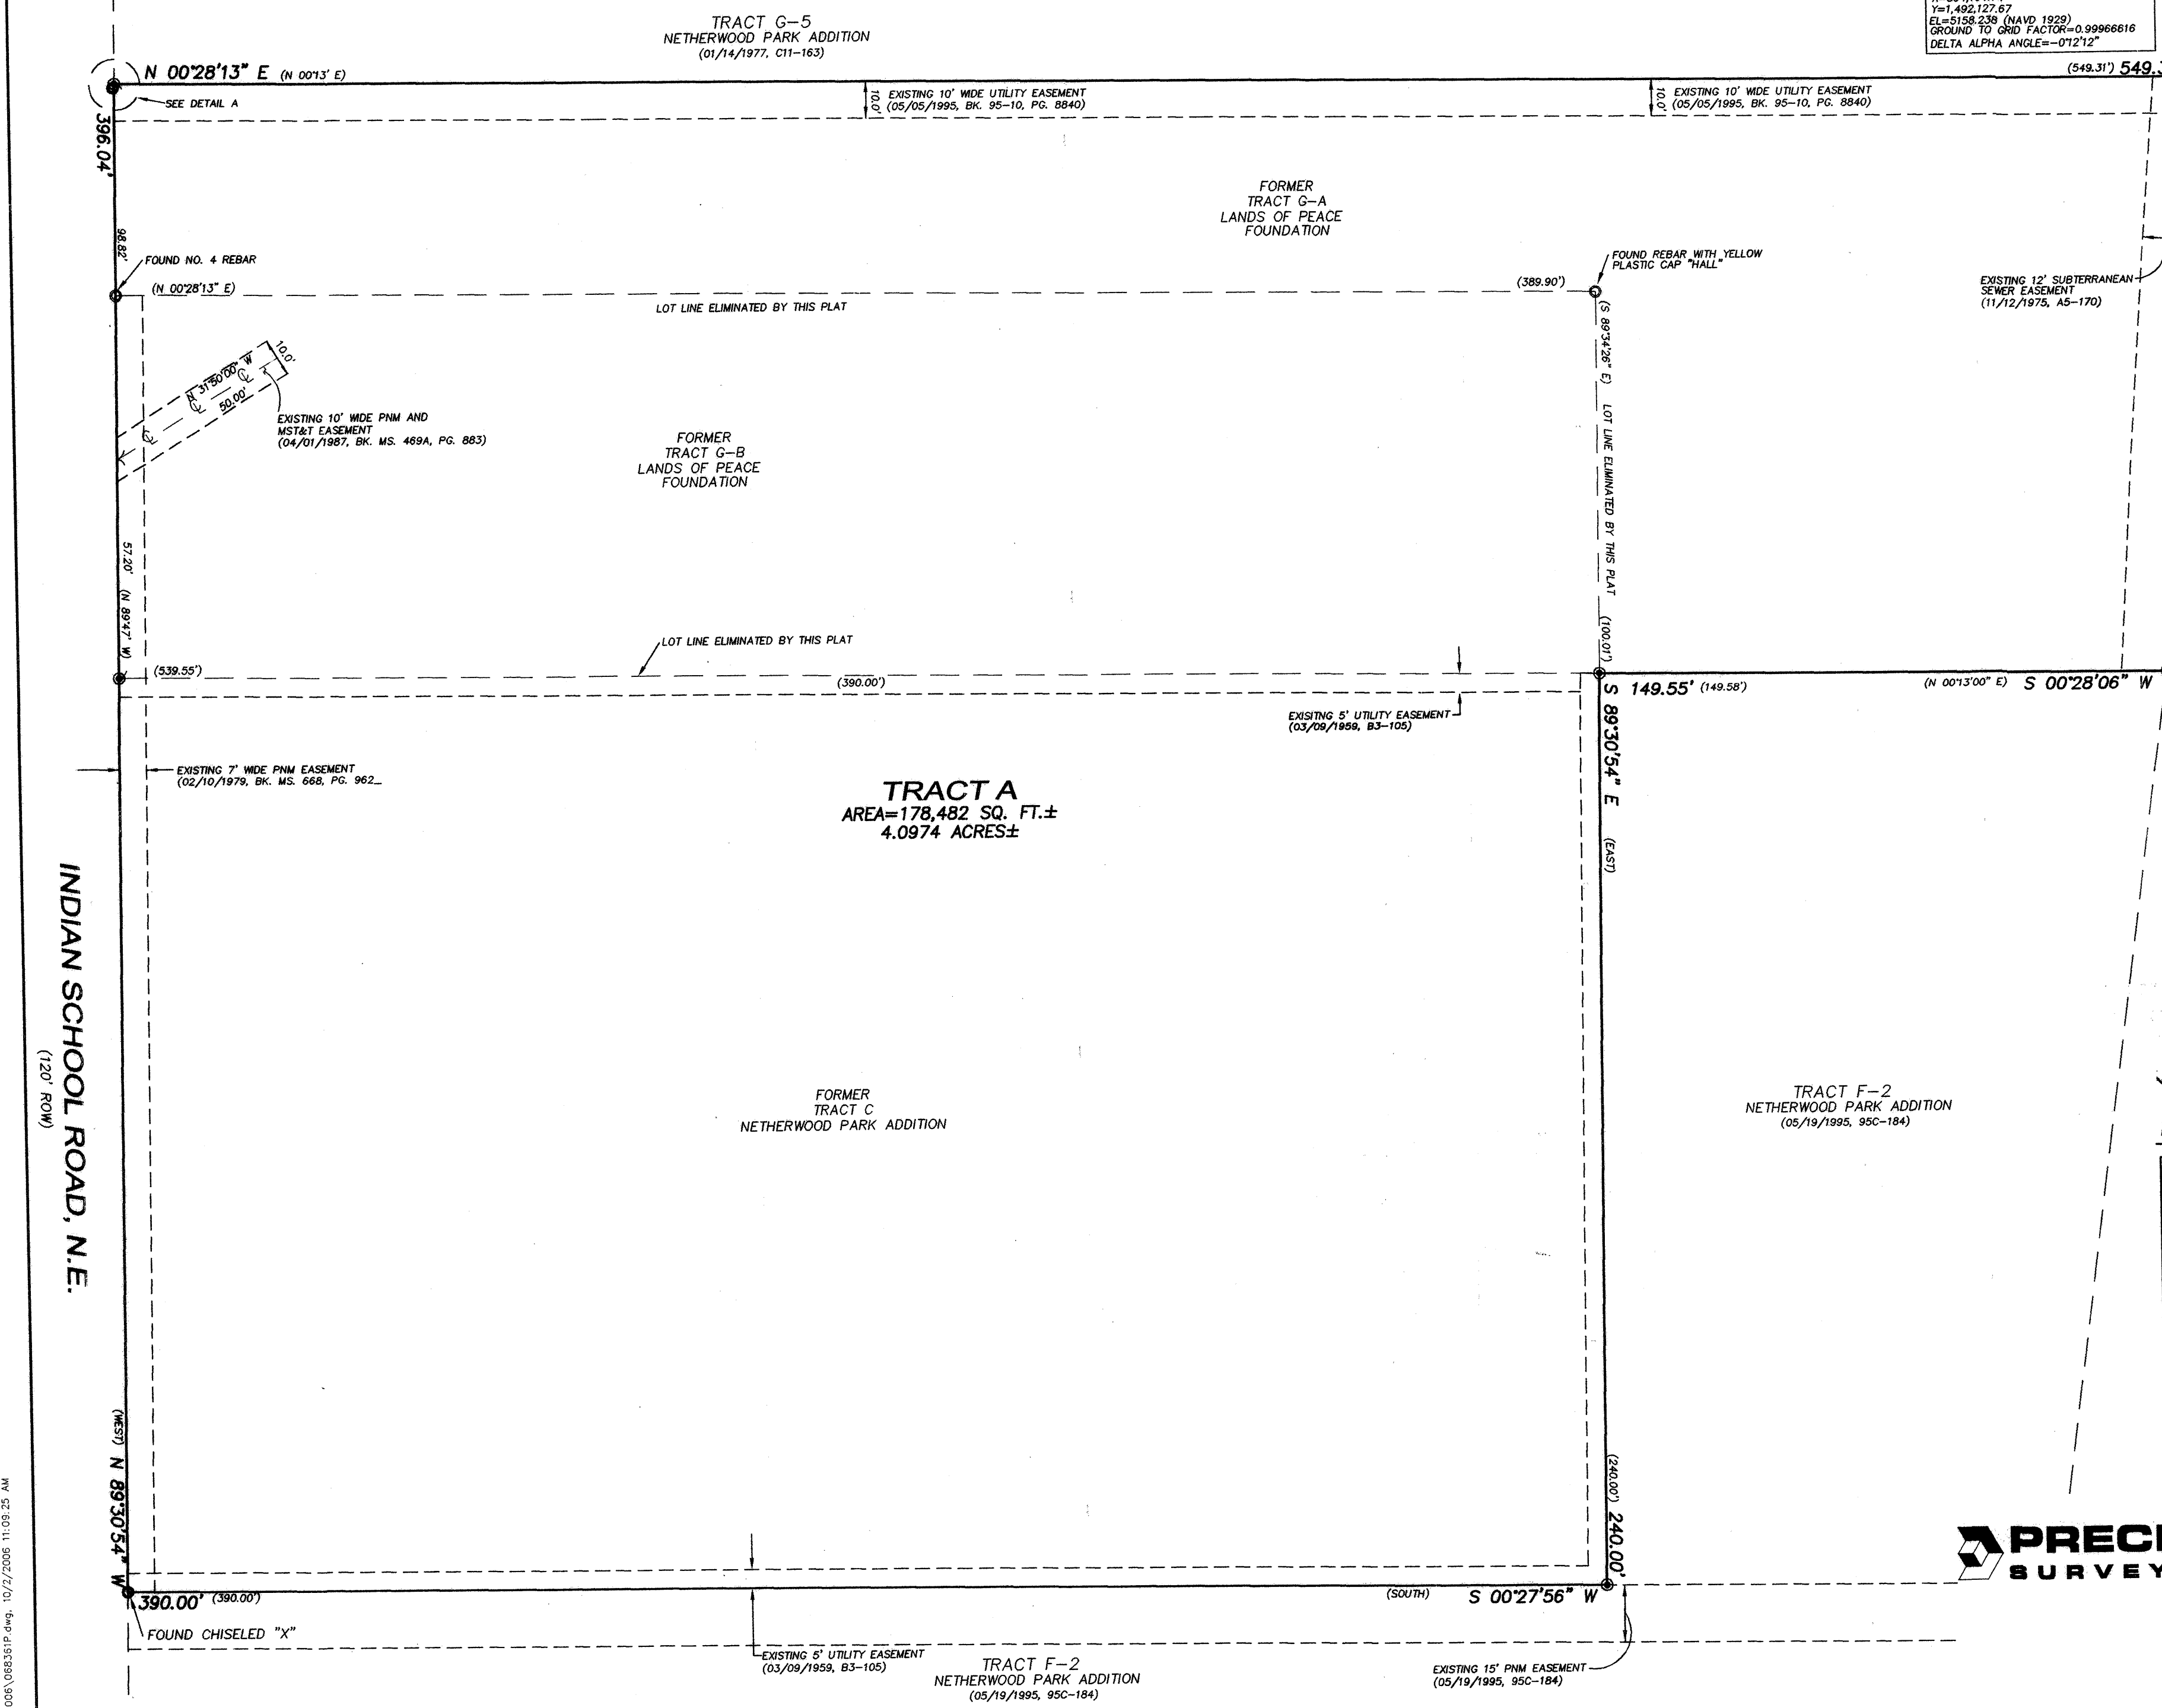 TRACT G-5
NETHERWOOD PARK ADDITION
(01/14/1977, C11-163)
Y=1,492,127.67
EL=5158.238 (NAVD 1929)
GROUND TO GRID FACTOR=0.99966616
DELTA ALPHA ANGLE=-0°12'12"
N 00°28'13" E (N 00°13' E)
(549.31') 549.3
SEE DETAIL A
10.0'
EXISTING 10' WIDE UTILITY EASEMENT
(05/05/1995, BK. 95-10, PG. 8840)
10.0'
EXISTING 10' WIDE UTILITY EASEMENT
(05/05/1995, BK. 95-10, PG. 8840)
396.04'
FORMER
TRACT G-A
LANDS OF PEACE
FOUNDATION
98.82'
FOUND NO. 4 REBAR
FOUND REBAR WITH YELLOW
PLASTIC CAP "HALL"
(N 00°28'13" E)
(389.90')
LOT LINE ELIMINATED BY THIS PLAT
EXISTING 12' SUBTERRANEAN
SEWER EASEMENT
(11/12/1975, A5-170)
(S 89°34'26" E) LOT LINE ELIMINATED BY THIS PLAT (100.01')
N 31°50'00" W
50.00'
10.0'
EXISTING 10' WIDE PNM AND
MST&T EASEMENT
(04/01/1987, BK. MS. 469A, PG. 883)
FORMER
TRACT G-B
LANDS OF PEACE
FOUNDATION
57.20' (N 89°47' W)
LOT LINE ELIMINATED BY THIS PLAT
(539.55')
(390.00')
149.55' (149.58')
(N 00°13'00" E) S 00°28'06" W
EXISITNG 5' UTILITY EASEMENT
(03/09/1959, B3-105)
S 89°30'54" E (EAST)
EXISTING 7' WIDE PNM EASEMENT
(02/10/1979, BK. MS. 668, PG. 962_
TRACT A
AREA=178,482 SQ. FT.±
4.0974 ACRES±
INDIAN SCHOOL ROAD, N.E.
(120' ROW)
FORMER
TRACT C
NETHERWOOD PARK ADDITION
TRACT F-2
NETHERWOOD PARK ADDITION
(05/19/1995, 95C-184)
(WEST) N 89°30'54" W
(240.00') 240.00'
390.00' (390.00')
(SOUTH) S 00°27'56" W
FOUND CHISELED "X"
EXISTING 5' UTILITY EASEMENT
(03/09/1959, B3-105)
TRACT F-2
NETHERWOOD PARK ADDITION
(05/19/1995, 95C-184)
EXISTING 15' PNM EASEMENT
(05/19/1995, 95C-184)
PRECI
SURVEY
006\068361P.dwg, 10/2/2006 11:09:25 AM